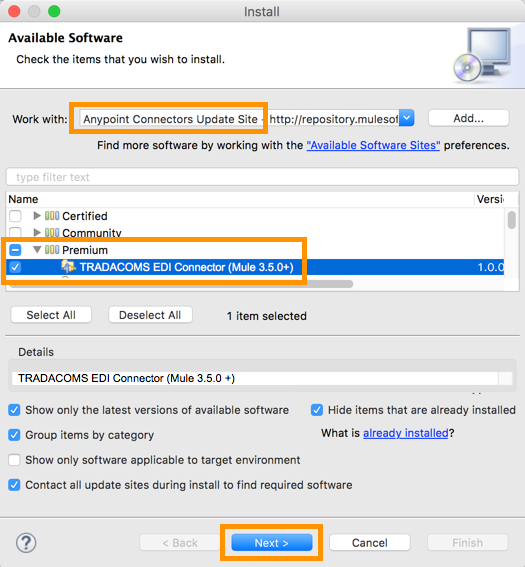 Install
Available Software
Check the items that you wish to install.
Work with: Anypoint Connectors Update Site - http://repository.mulesof Add...
Find more software by working with the "Available Software Sites" preferences.
type filter text
Name Versio
Certified
Community
Premium
TRADACOMS EDI Connector (Mule 3.5.0+) 1.0.0
Select All Deselect All 1 item selected
Details
TRADACOMS EDI Connector (Mule 3.5.0 +)
Show only the latest versions of available software Hide items that are already installed
Group items by category What is already installed?
Show only software applicable to target environment
Contact all update sites during install to find required software
? < Back Next > Cancel Finish